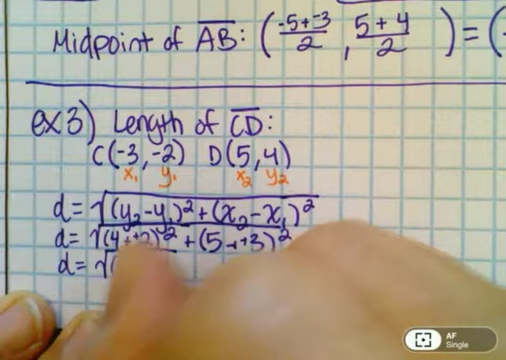 Midpoint of AB: (-5+-3/2, 5+4/2) = (
ex 3) Length of CD:
C(-3,-2) D(5,4)
x₁ y₁ x₂ y₂
d = √(y₂-y₁)² + (x₂-x₁)²
d = √(4++2)² + (5++3)²
d = √(
AF
Single